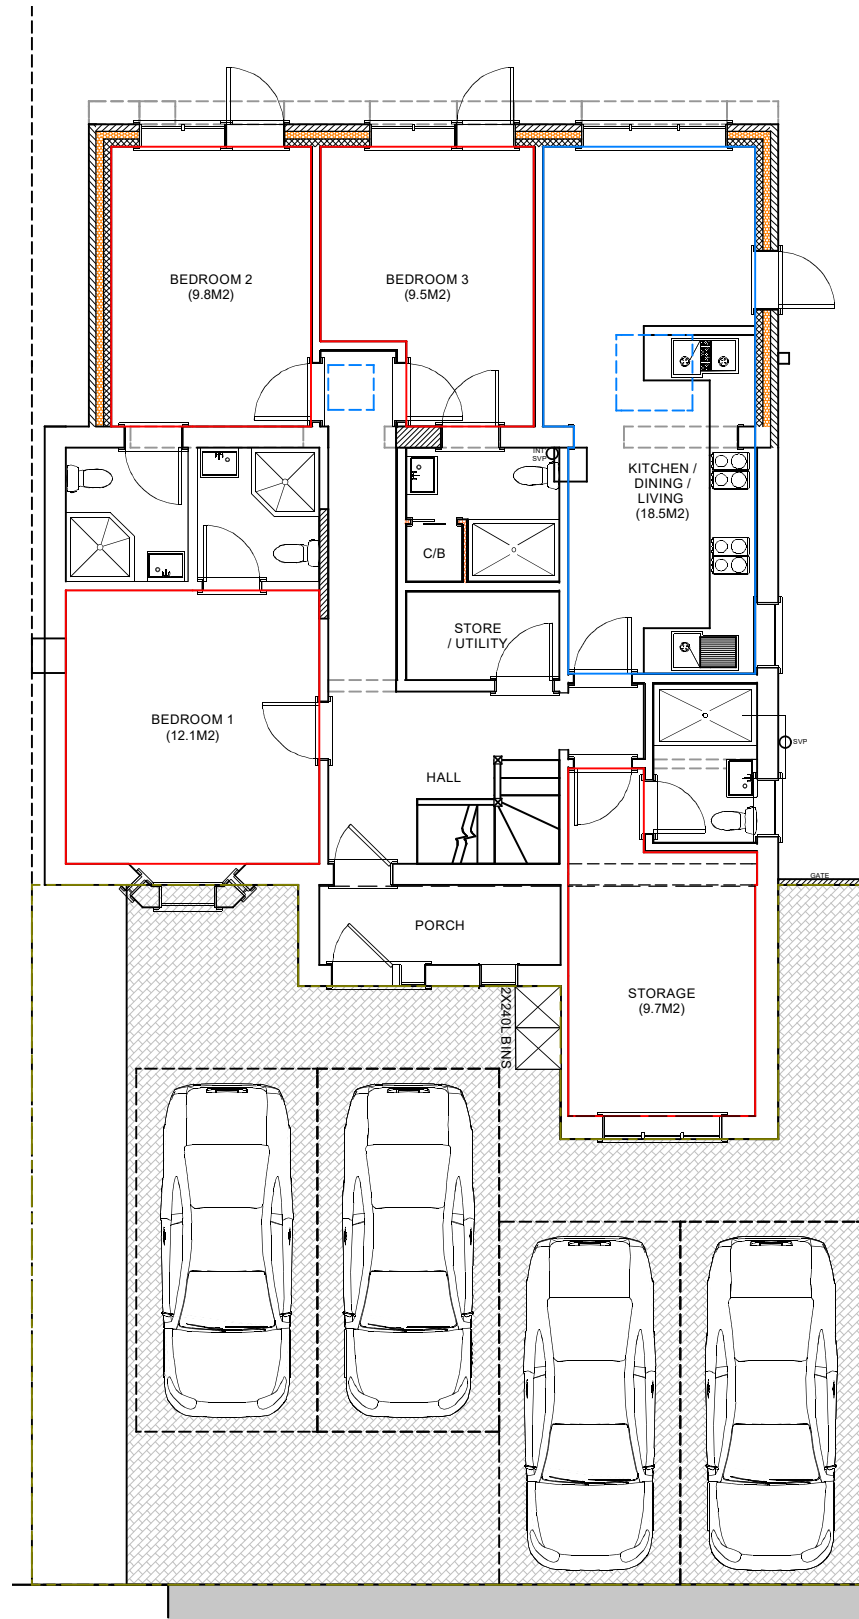 BEDROOM 2
(9.8M2)
BEDROOM 3
(9.5M2)
INT
SVP
KITCHEN /
DINING /
LIVING
(18.5M2)
C/B
STORE
/ UTILITY
BEDROOM 1
(12.1M2)
SVP
HALL
GATE
PORCH
STORAGE
(9.7M2)
2X240L BINS